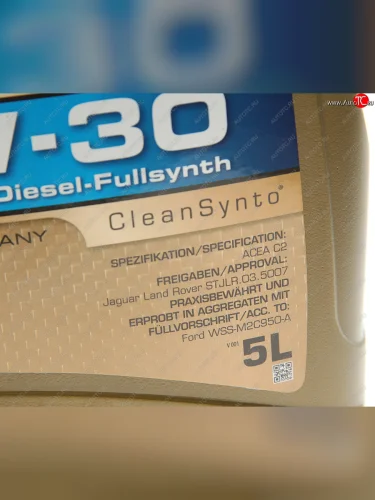 www.AutoTC.ru
-30
Diesel-Fullsynth
CleanSynto®
ANY
SPEZIFIKATION/SPECIFICATION:
ACEA C2
FREIGABEN/APPROVAL:
Jaguar Land Rover STJLR.03.5007
PRAXISBEWÄHRT UND
ERPROBT IN AGGREGATEN MIT
FÜLLVORSCHRIFT/ACC. TO:
Ford WSS-M2C950-A
V 001 5L